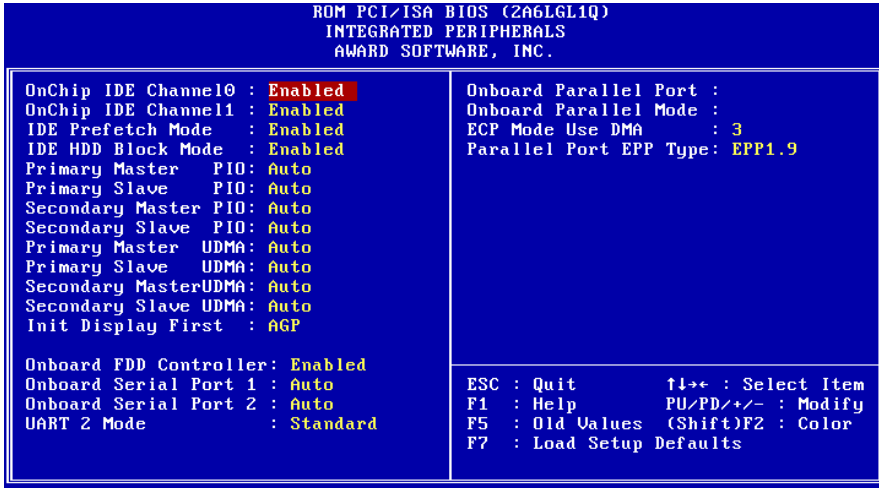 ROM PCI/ISA BIOS (2A6LGL1Q)
INTEGRATED PERIPHERALS
AWARD SOFTWARE, INC.
OnChip IDE Channel0 : Enabled
OnChip IDE Channel1 : Enabled
IDE Prefetch Mode : Enabled
IDE HDD Block Mode : Enabled
Primary Master PIO: Auto
Primary Slave PIO: Auto
Secondary Master PIO: Auto
Secondary Slave PIO: Auto
Primary Master UDMA: Auto
Primary Slave UDMA: Auto
Secondary MasterUDMA: Auto
Secondary Slave UDMA: Auto
Init Display First : AGP
Onboard FDD Controller: Enabled
Onboard Serial Port 1 : Auto
Onboard Serial Port 2 : Auto
UART 2 Mode : Standard
Onboard Parallel Port :
Onboard Parallel Mode :
ECP Mode Use DMA : 3
Parallel Port EPP Type: EPP1.9
ESC : Quit ↑↓→← : Select Item
F1 : Help PU/PD/+/- : Modify
F5 : Old Values (Shift)F2 : Color
F7 : Load Setup Defaults